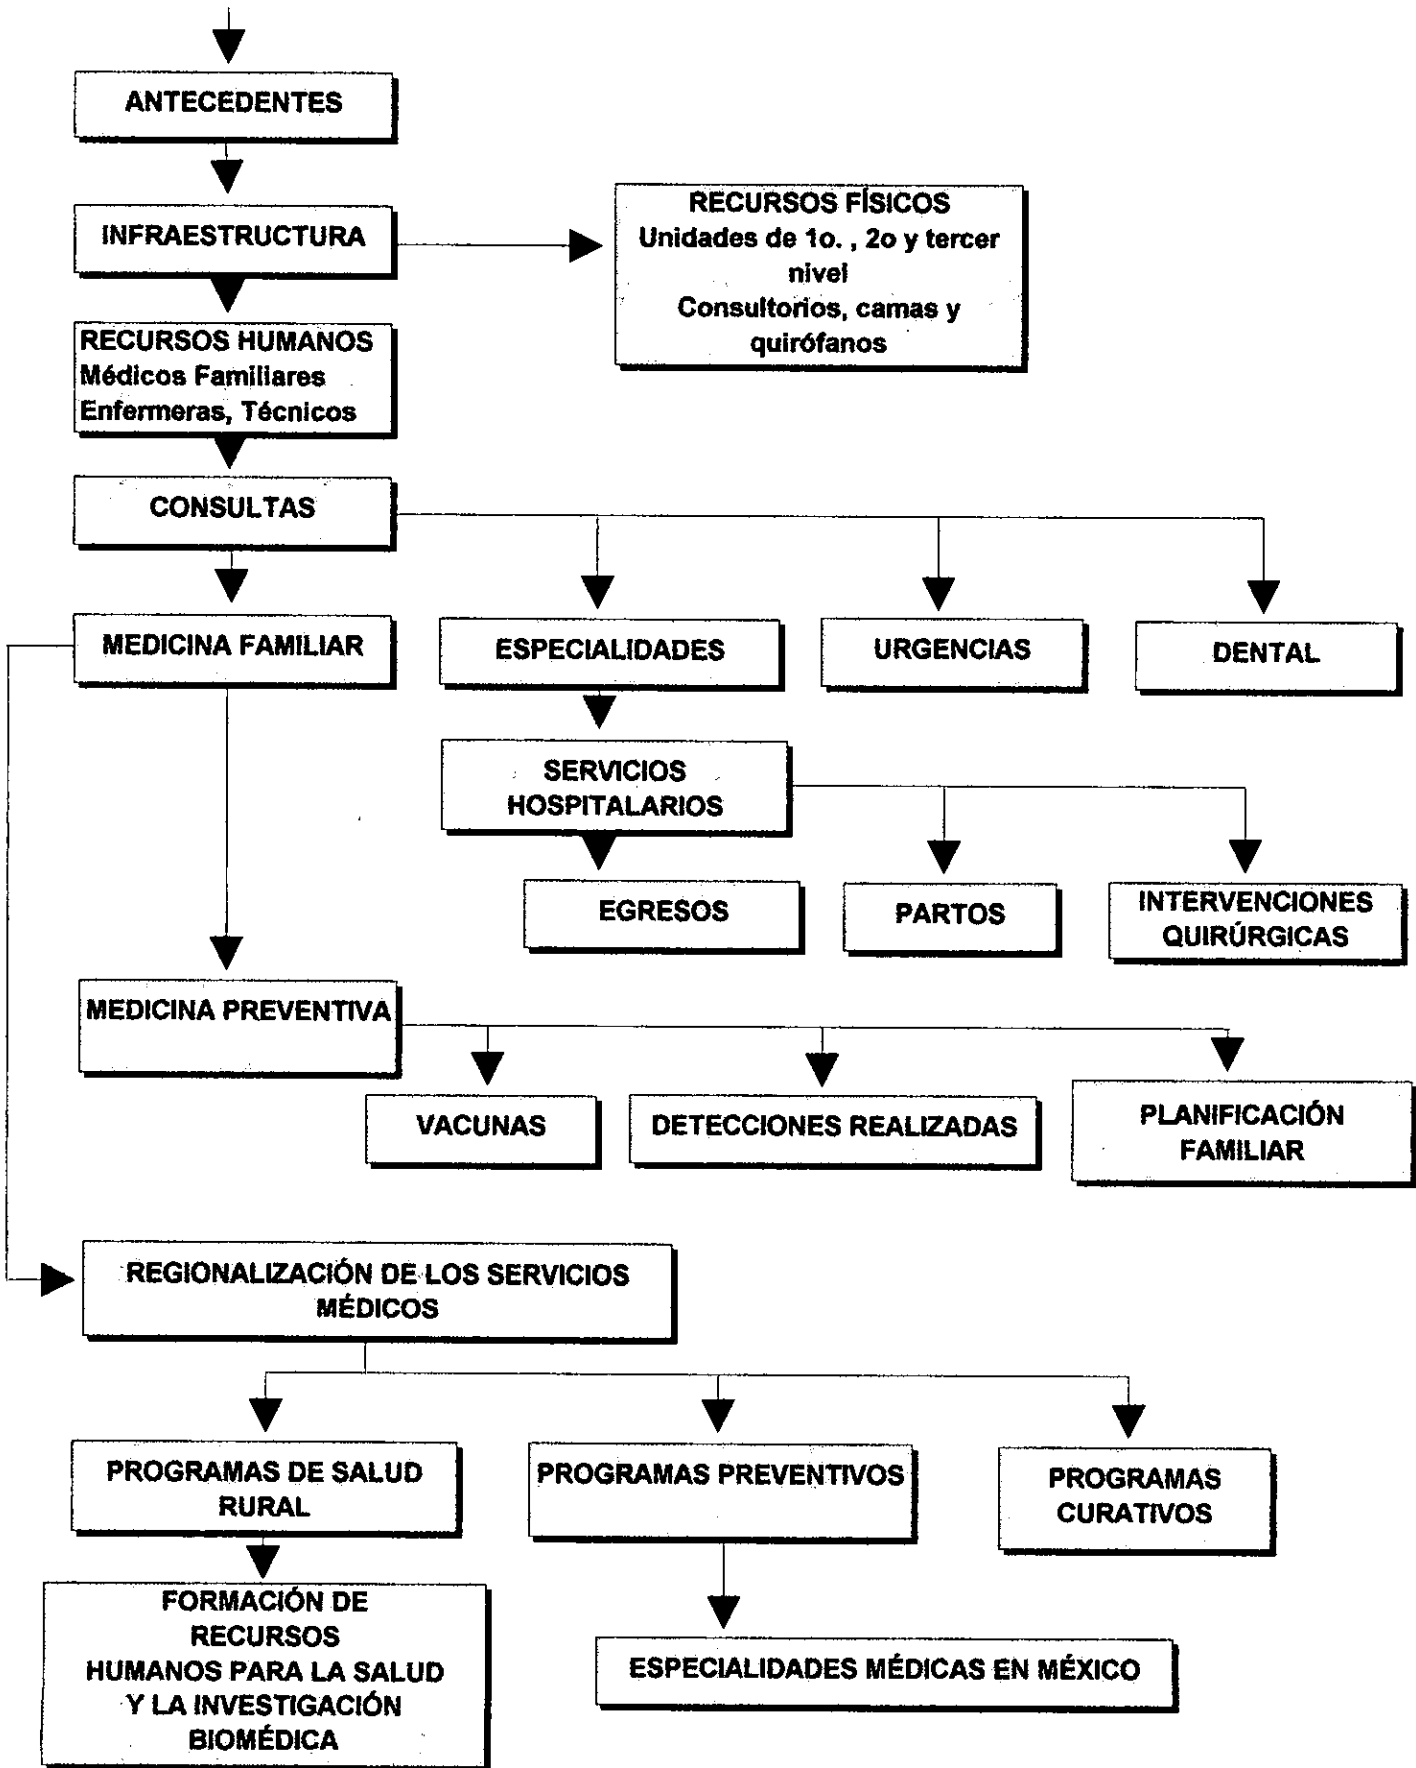 ANTECEDENTES
INFRAESTRUCTURA
RECURSOS FÍSICOS
Unidades de 1o. , 2o y tercer
nivel
Consultorios, camas y
quirófanos
RECURSOS HUMANOS
Médicos Familiares
Enfermeras, Técnicos
CONSULTAS
MEDICINA FAMILIAR
ESPECIALIDADES
URGENCIAS
DENTAL
SERVICIOS
HOSPITALARIOS
EGRESOS
PARTOS
INTERVENCIONES
QUIRÚRGICAS
MEDICINA PREVENTIVA
VACUNAS
DETECCIONES REALIZADAS
PLANIFICACIÓN
FAMILIAR
REGIONALIZACIÓN DE LOS SERVICIOS
MÉDICOS
PROGRAMAS DE SALUD
RURAL
PROGRAMAS PREVENTIVOS
PROGRAMAS
CURATIVOS
FORMACIÓN DE
RECURSOS
HUMANOS PARA LA SALUD
Y LA INVESTIGACIÓN
BIOMÉDICA
ESPECIALIDADES MÉDICAS EN MÉXICO